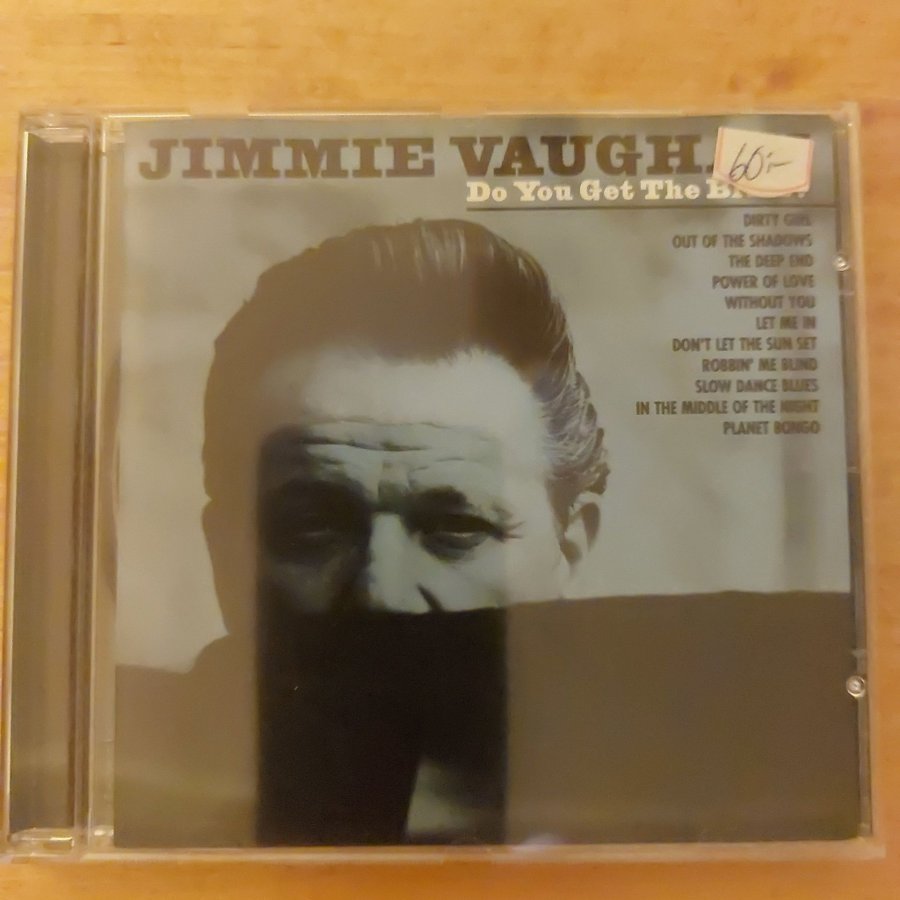 JIMMIE VAUGH
60:-
Do You Get The
DIRTY GIRL
OUT OF THE SHADOWS
THE DEEP END
POWER OF LOVE
WITHOUT YOU
LET ME IN
DON'T LET THE SUN SET
ROBBIN' ME BLIND
SLOW DANCE BLUES
IN THE MIDDLE OF THE NIGHT
PLANET BONGO